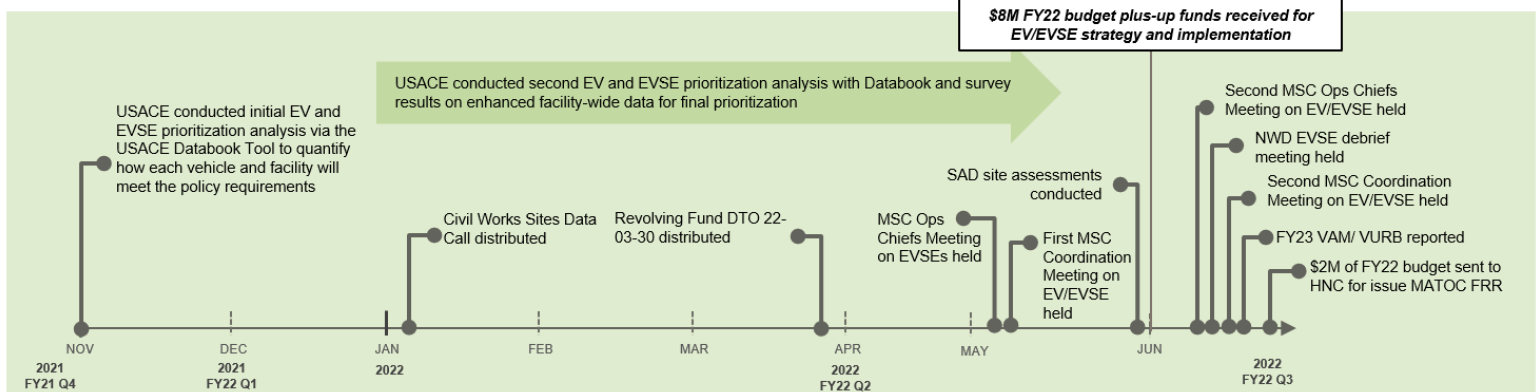 $8M FY22 budget plus-up funds received for
EV/EVSE strategy and implementation
USACE conducted second EV and EVSE prioritization analysis with Databook and survey
results on enhanced facility-wide data for final prioritization
USACE conducted initial EV and
EVSE prioritization analysis via the
USACE Databook Tool to quantify
how each vehicle and facility will
meet the policy requirements
Civil Works Sites Data
Call distributed
Revolving Fund DTO 22-
03-30 distributed
MSC Ops
Chiefs Meeting
on EVSEs held
First MSC
Coordination
Meeting on
EV/EVSE
held
SAD site assessments
conducted
Second MSC Ops Chiefs
Meeting on EV/EVSE held
NWD EVSE debrief
meeting held
Second MSC Coordination
Meeting on EV/EVSE held
FY23 VAM/ VURB reported
$2M of FY22 budget sent to
HNC for issue MATOC FRR
NOV
DEC
JAN
FEB
MAR
APR
MAY
JUN
2021
FY21 Q4
2021
FY22 Q1
2022
2022
FY22 Q2
2022
FY22 Q3